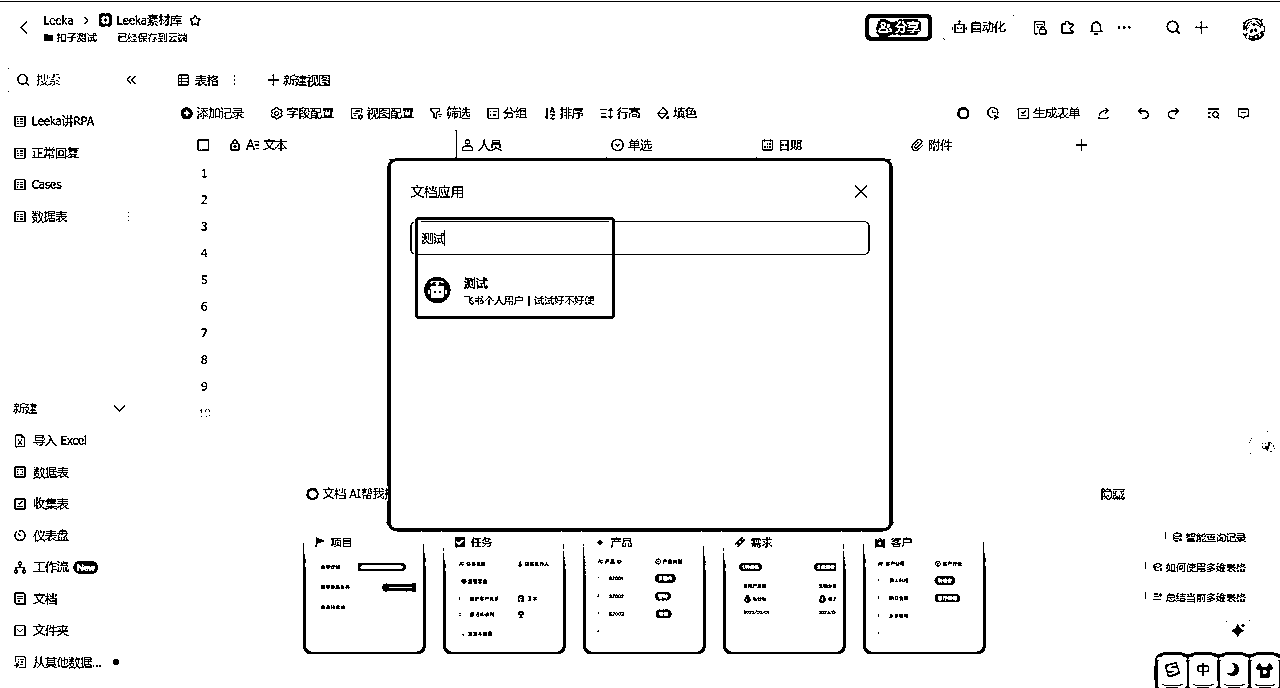 Leeka > Leeka素材库
扣子测试 已经保存到云端
分享 自动化
搜索
表格 新建视图
添加记录 字段配置 视图配置 筛选 分组 排序 行高 填色 生成表单
Leeka讲RPA
正常回复
Cases
数据表
文本 人员 单选 日期 附件
1
2
3
4
5
6
7
8
9
10
文档应用
测试
测试
飞书个人用户 | 试试好不好使
新建
导入 Excel
数据表
收集表
仪表盘
工作流 New
文档
文件夹
从其他数据...
文档 AI帮我
隐藏
项目
任务
产品
需求
客户
智能查询记录
如何使用多维表格
总结当前多维表格
中